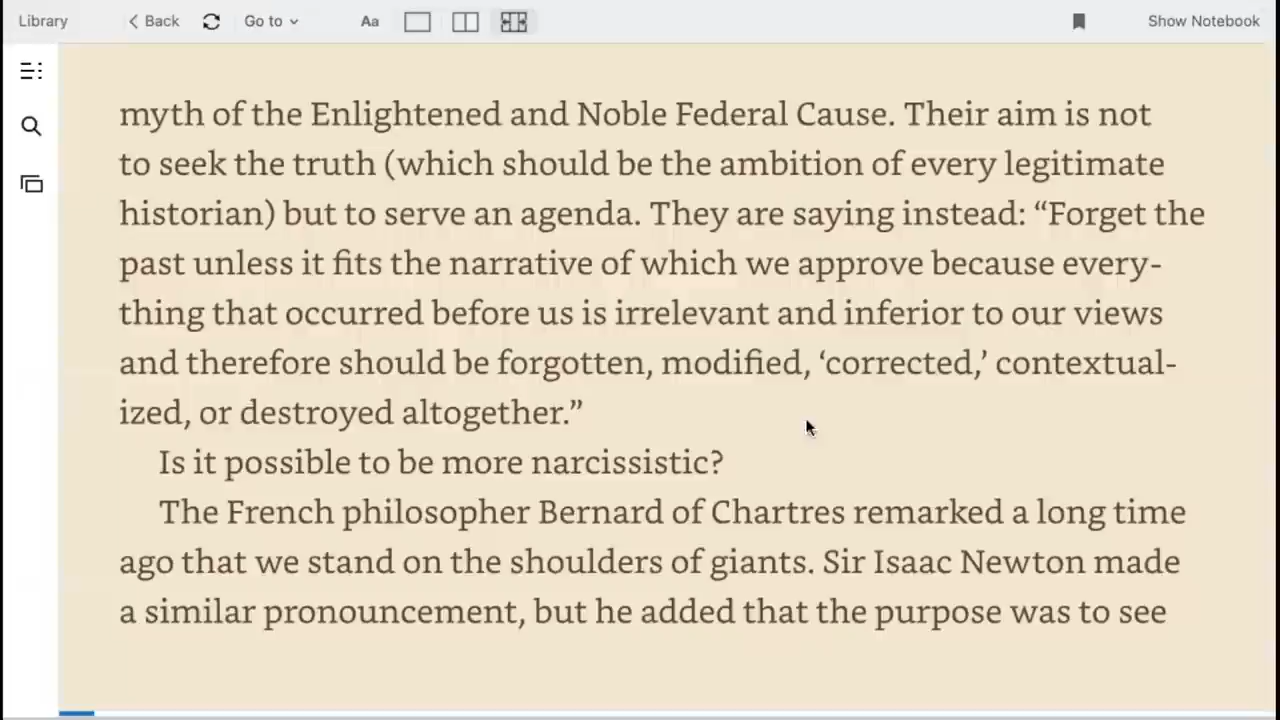 Library
Back
Go to
Aa
Show Notebook
myth of the Enlightened and Noble Federal Cause. Their aim is not
to seek the truth (which should be the ambition of every legitimate
historian) but to serve an agenda. They are saying instead: “Forget the
past unless it fits the narrative of which we approve because every-
thing that occurred before us is irrelevant and inferior to our views
and therefore should be forgotten, modified, ‘corrected,’ contextual-
ized, or destroyed altogether.”
Is it possible to be more narcissistic?
The French philosopher Bernard of Chartres remarked a long time
ago that we stand on the shoulders of giants. Sir Isaac Newton made
a similar pronouncement, but he added that the purpose was to see